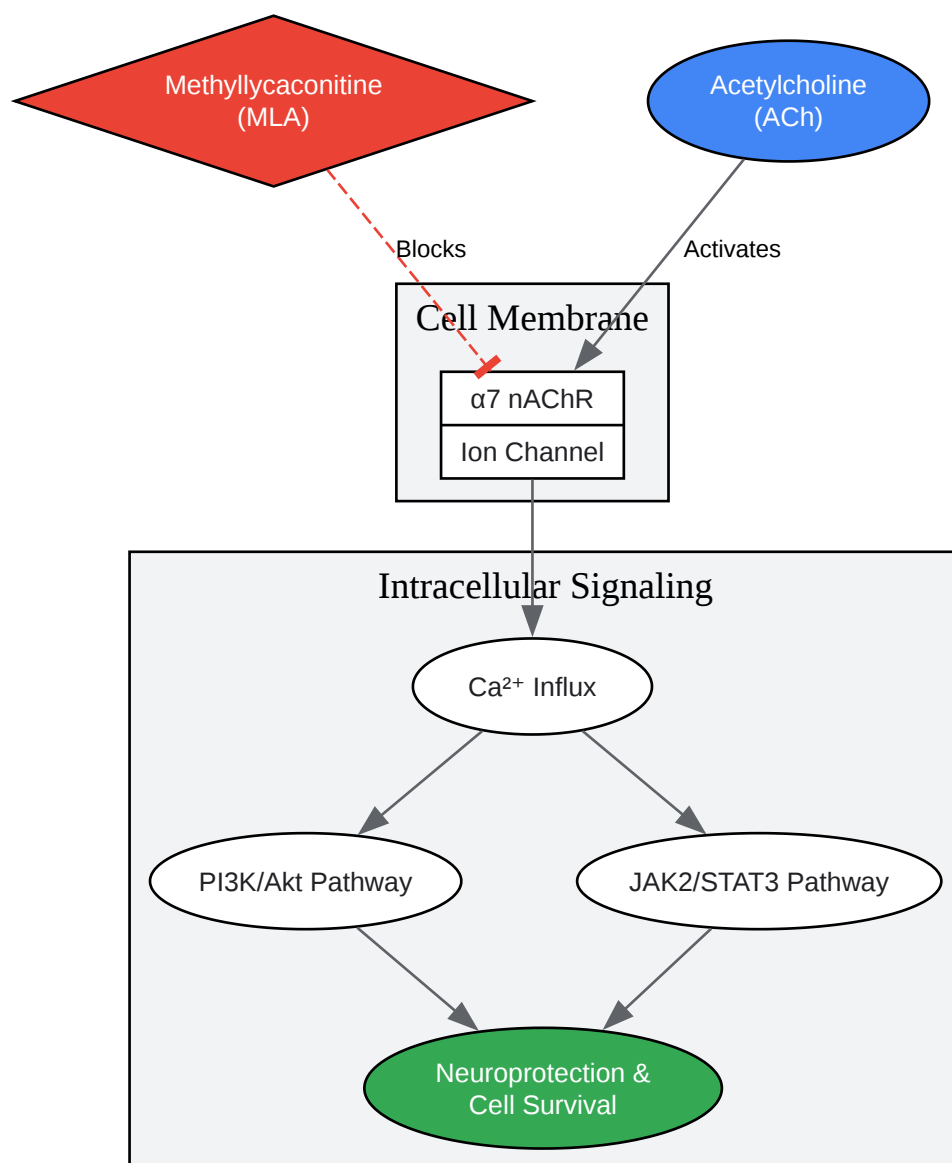 Methyllycaconitine
(MLA)
Acetylcholine
(ACh)
Blocks
Activates
Cell Membrane
α7 nAChR
Ion Channel
Intracellular Signaling
Ca²⁺ Influx
PI3K/Akt Pathway
JAK2/STAT3 Pathway
Neuroprotection &
Cell Survival